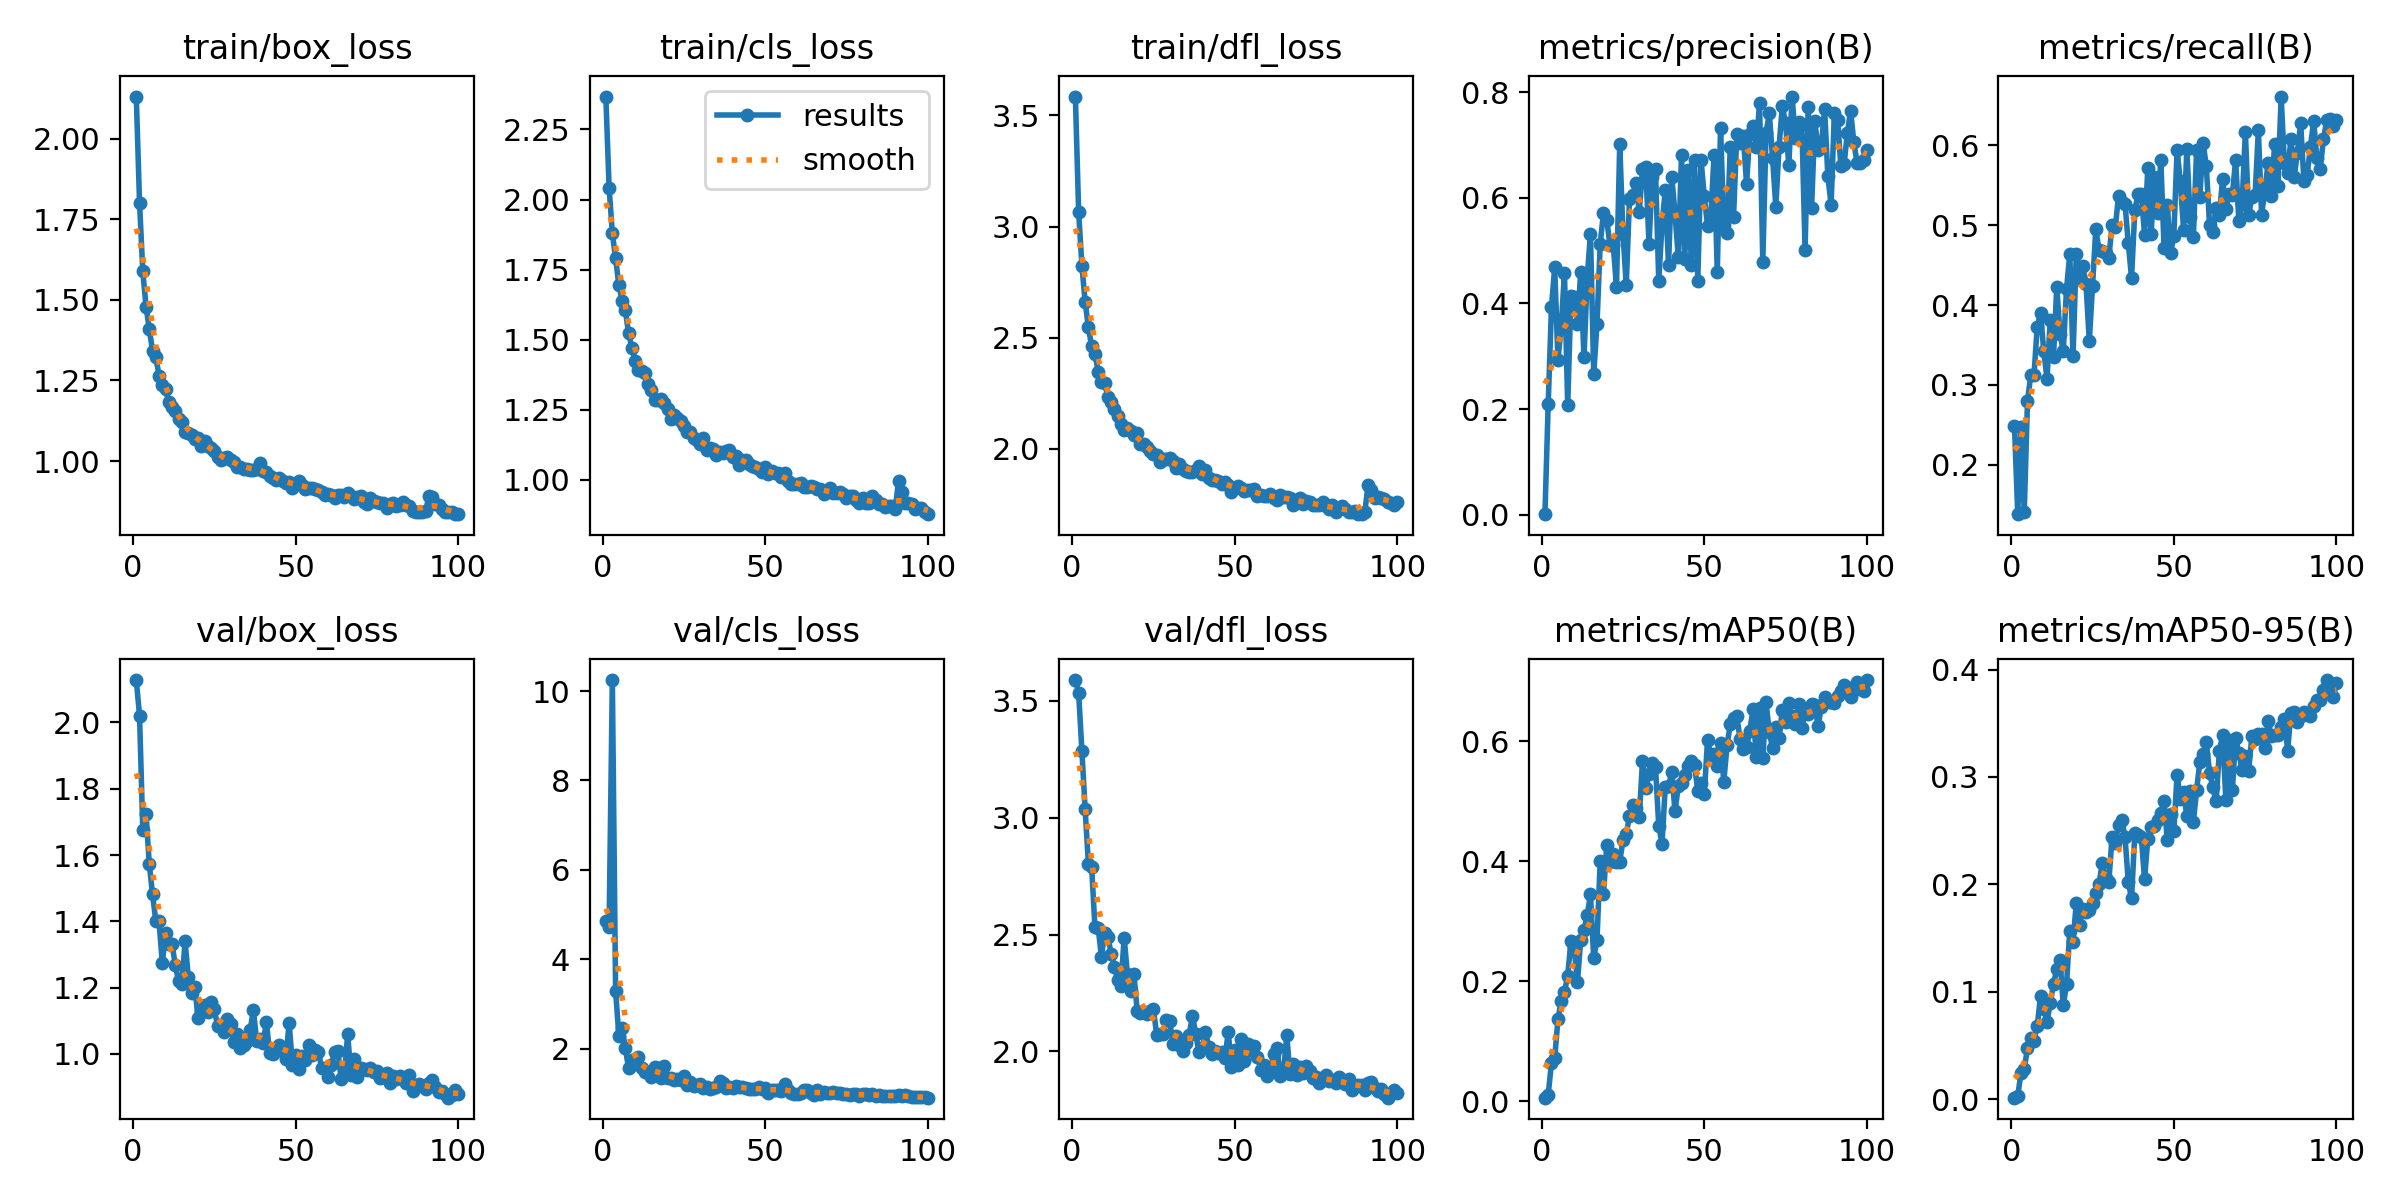 train/box_loss
2.00
1.75
1.50
1.25
1.00
0 50 100
train/cls_loss
results
smooth
2.25
2.00
1.75
1.50
1.25
1.00
0 50 100
train/dfl_loss
3.5
3.0
2.5
2.0
0 50 100
metrics/precision(B)
0.8
0.6
0.4
0.2
0.0
0 50 100
metrics/recall(B)
0.6
0.5
0.4
0.3
0.2
0 50 100
val/box_loss
2.0
1.8
1.6
1.4
1.2
1.0
0 50 100
val/cls_loss
10
8
6
4
2
0 50 100
val/dfl_loss
3.5
3.0
2.5
2.0
0 50 100
metrics/mAP50(B)
0.6
0.4
0.2
0.0
0 50 100
metrics/mAP50-95(B)
0.4
0.3
0.2
0.1
0.0
0 50 100